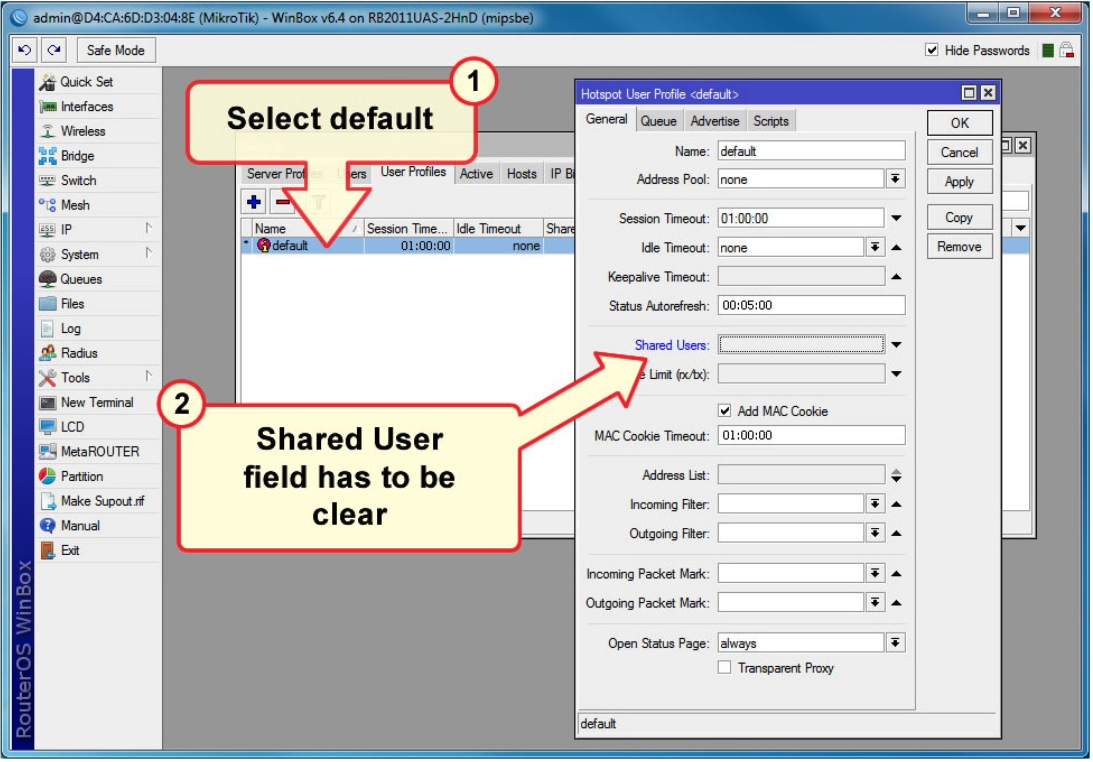 admin@D4:CA:6D:D3:04:8E (MikroTik) - WinBox v6.4 on RB2011UAS-2HnD (mipsbe)
Safe Mode
Hide Passwords
Quick Set
Interfaces
Wireless
Bridge
Switch
Mesh
IP
System
Queues
Files
Log
Radius
Tools
New Terminal
LCD
MetaROUTER
Partition
Make Supout.rif
Manual
Exit
RouterOS WinBox
1
Select default
Server Users User Profiles Active Hosts IP
Name Session Time... Idle Timeout Share
* default 01:00:00 none
2
Shared User
field has to be
clear
Hotspot User Profile <default>
General Queue Advertise Scripts
Name: default
Address Pool: none
Session Timeout: 01:00:00
Idle Timeout: none
Keepalive Timeout:
Status Autorefresh: 00:05:00
Shared Users:
Limit (rx/tx):
Add MAC Cookie
MAC Cookie Timeout: 01:00:00
Address List:
Incoming Filter:
Outgoing Filter:
Incoming Packet Mark:
Outgoing Packet Mark:
Open Status Page: always
Transparent Proxy
default
OK
Cancel
Apply
Copy
Remove